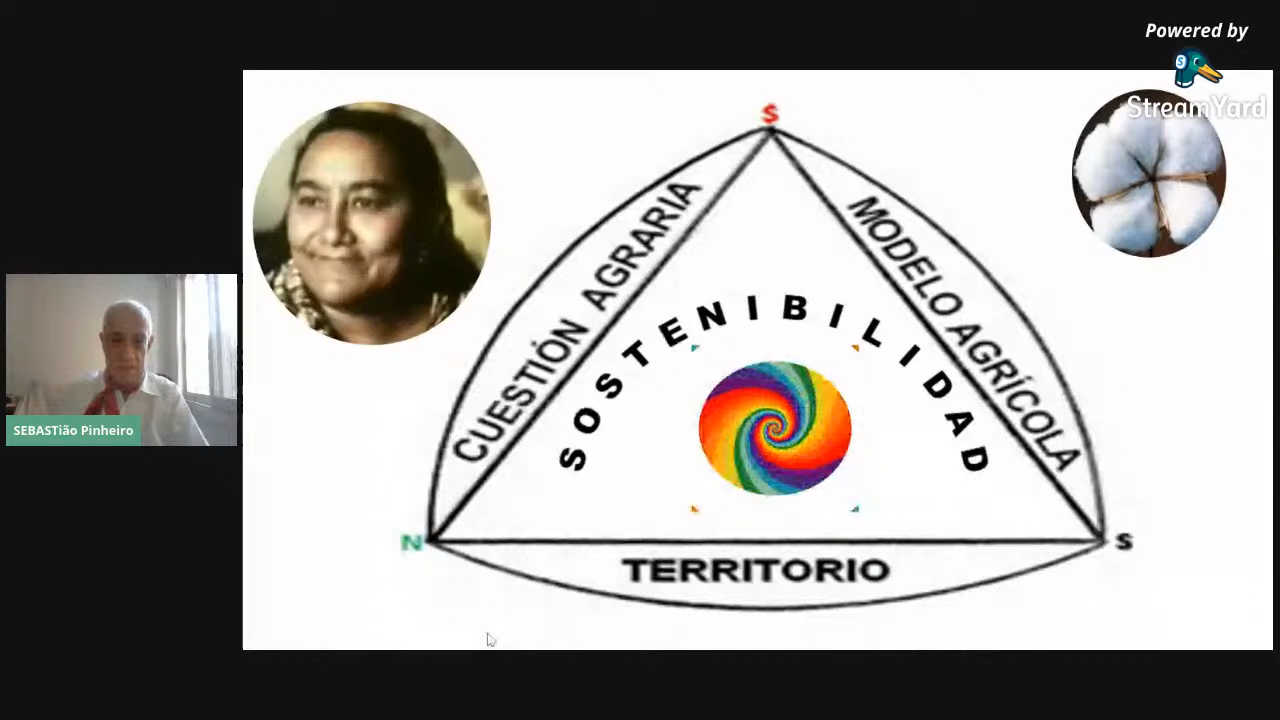 Powered by
StreamYard
S
CUESTIÓN AGRARIA
MODELO AGRÍCOLA
SOSTENIBILIDAD
SEBASTião Pinheiro
N
S
TERRITORIO